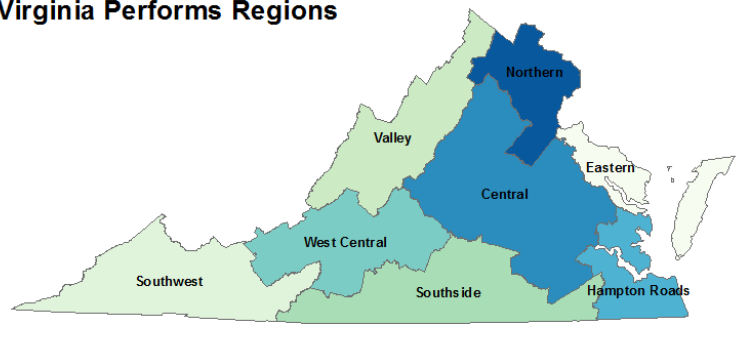 Virginia Performs Regions
Northern
Valley
Eastern
Central
West Central
Southwest
Southside
Hampton Roads